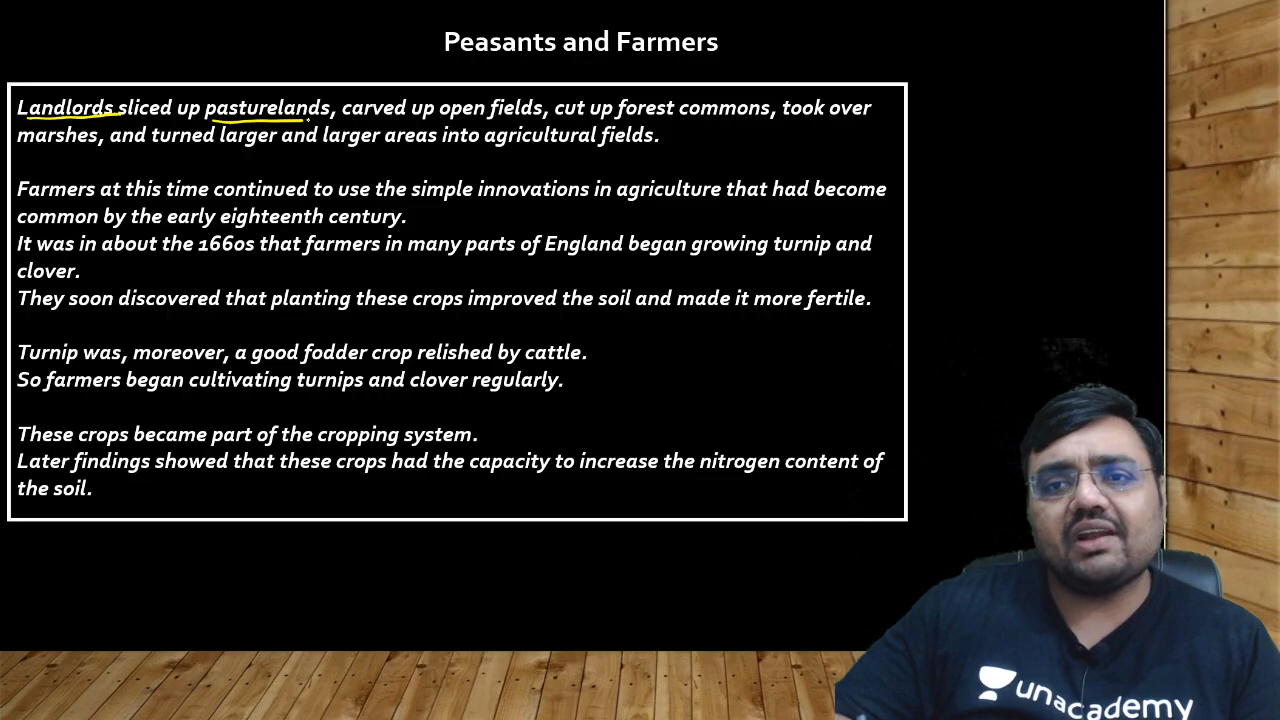 Peasants and Farmers
Landlords sliced up pasturelands, carved up open fields, cut up forest commons, took over
marshes, and turned larger and larger areas into agricultural fields.
Farmers at this time continued to use the simple innovations in agriculture that had become
common by the early eighteenth century.
It was in about the 1660s that farmers in many parts of England began growing turnip and
clover.
They soon discovered that planting these crops improved the soil and made it more fertile.
Turnip was, moreover, a good fodder crop relished by cattle.
So farmers began cultivating turnips and clover regularly.
These crops became part of the cropping system.
Later findings showed that these crops had the capacity to increase the nitrogen content of
the soil.
unacademy